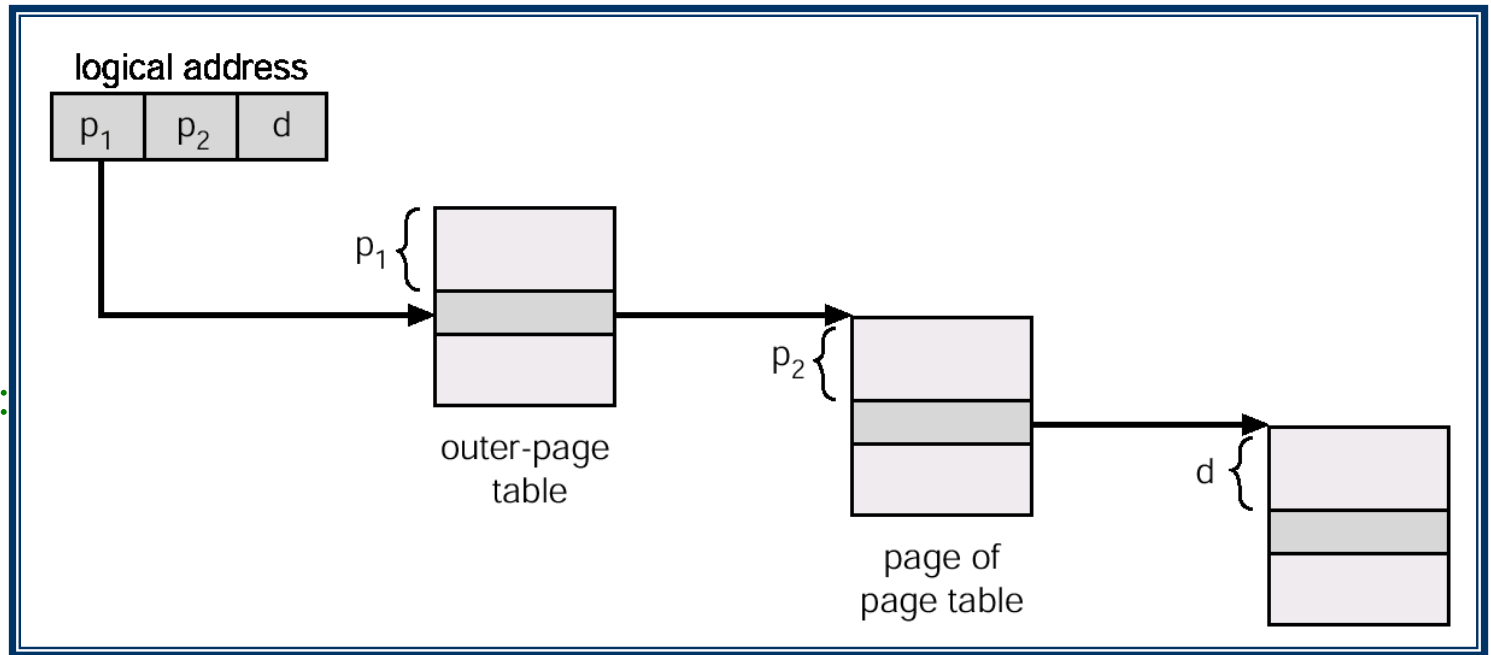 logical address
p₁ p₂ d
p₁
outer-page
table
p₂
page of
page table
d